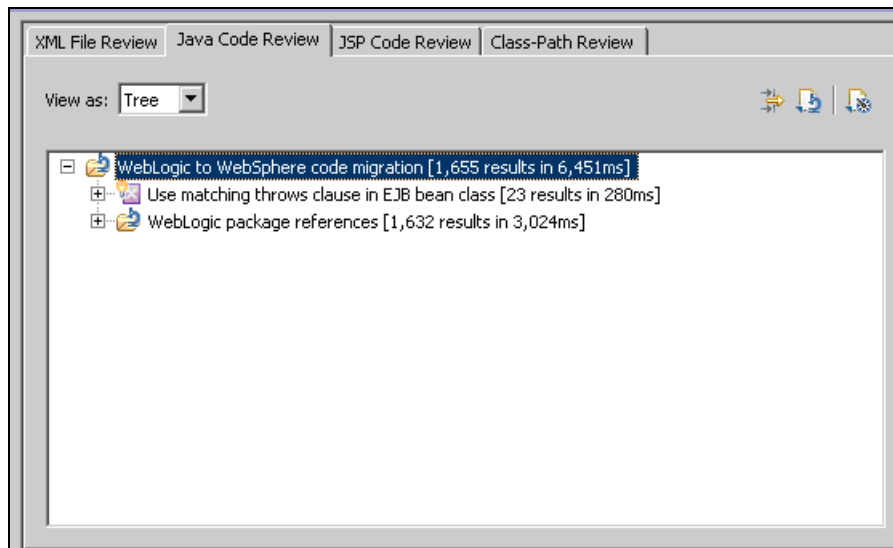 XML File Review Java Code Review JSP Code Review Class-Path Review
View as: Tree
WebLogic to WebSphere code migration [1,655 results in 6,451ms]
Use matching throws clause in EJB bean class [23 results in 280ms]
WebLogic package references [1,632 results in 3,024ms]